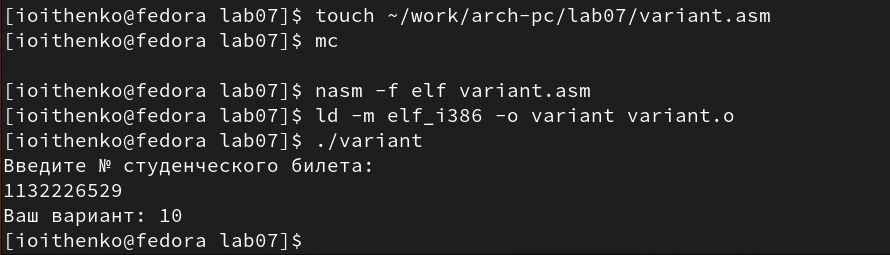 [ioithenko@fedora lab07]$ touch ~/work/arch-pc/lab07/variant.asm
[ioithenko@fedora lab07]$ mc
[ioithenko@fedora lab07]$ nasm -f elf variant.asm
[ioithenko@fedora lab07]$ ld -m elf_i386 -o variant variant.o
[ioithenko@fedora lab07]$ ./variant
Введите № студенческого билета:
1132226529
Ваш вариант: 10
[ioithenko@fedora lab07]$